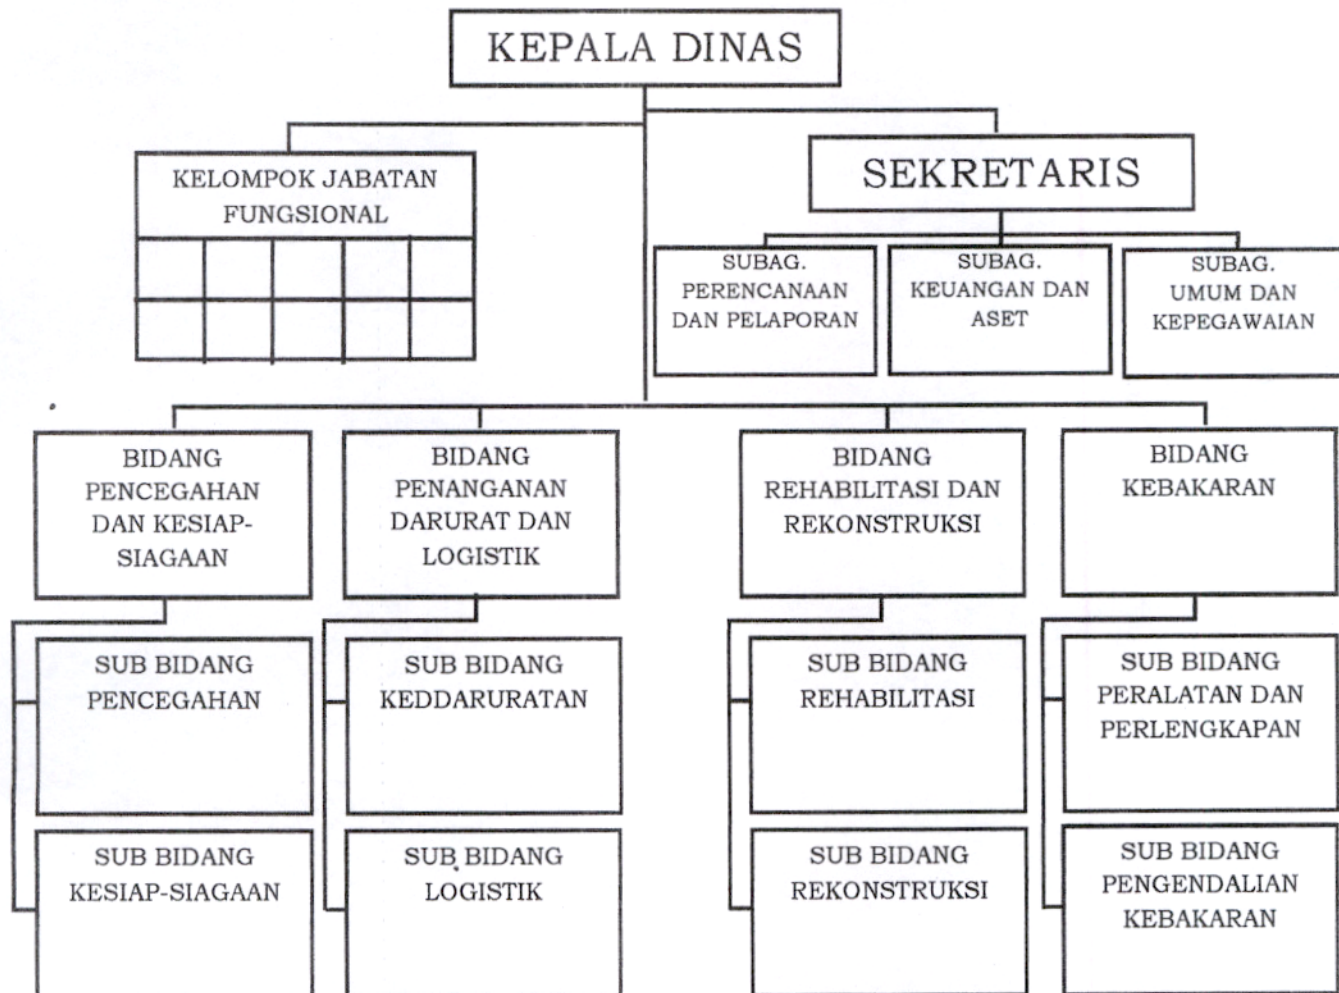 KEPALA DINAS
KELOMPOK JABATAN
FUNGSIONAL
SEKRETARIS
SUBAG.
PERENCANAAN
DAN PELAPORAN
SUBAG.
KEUANGAN DAN
ASET
SUBAG.
UMUM DAN
KEPEGAWAIAN
BIDANG
PENCEGAHAN
DAN KESIAP-
SIAGAAN
BIDANG
PENANGANAN
DARURAT DAN
LOGISTIK
BIDANG
REHABILITASI DAN
REKONSTRUKSI
BIDANG
KEBAKARAN
SUB BIDANG
PENCEGAHAN
SUB BIDANG
KEDDARURATAN
SUB BIDANG
REHABILITASI
SUB BIDANG
PERALATAN DAN
PERLENGKAPAN
SUB BIDANG
KESIAP-SIAGAAN
SUB BIDANG
LOGISTIK
SUB BIDANG
REKONSTRUKSI
SUB BIDANG
PENGENDALIAN
KEBAKARAN